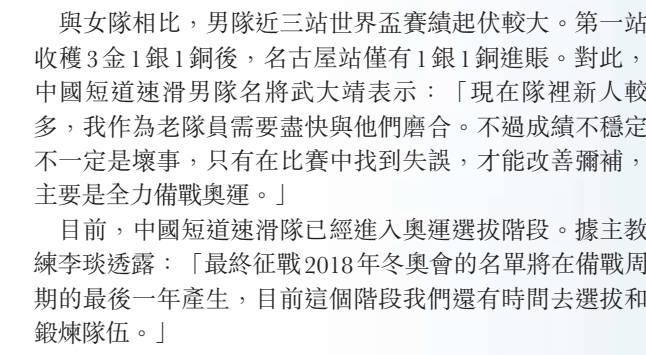 與女隊相比，男隊近三站世界盃賽績起伏較大。第一站
收穫3金1銀1銅後，名古屋站僅有1銀1銅進賬。對此，
中國短道速滑男隊名將武大靖表示：「現在隊裡新人較
多，我作為老隊員需要盡快與他們磨合。不過成績不穩定
不一定是壞事，只有在比賽中找到失誤，才能改善彌補，
主要是全力備戰奧運。」
目前，中國短道速滑隊已經進入奧運選拔階段。據主教
練李琰透露：「最終征戰2018年冬奧會的名單將在備戰周
期的最後一年產生，目前這個階段我們還有時間去選拔和
鍛煉隊伍。」